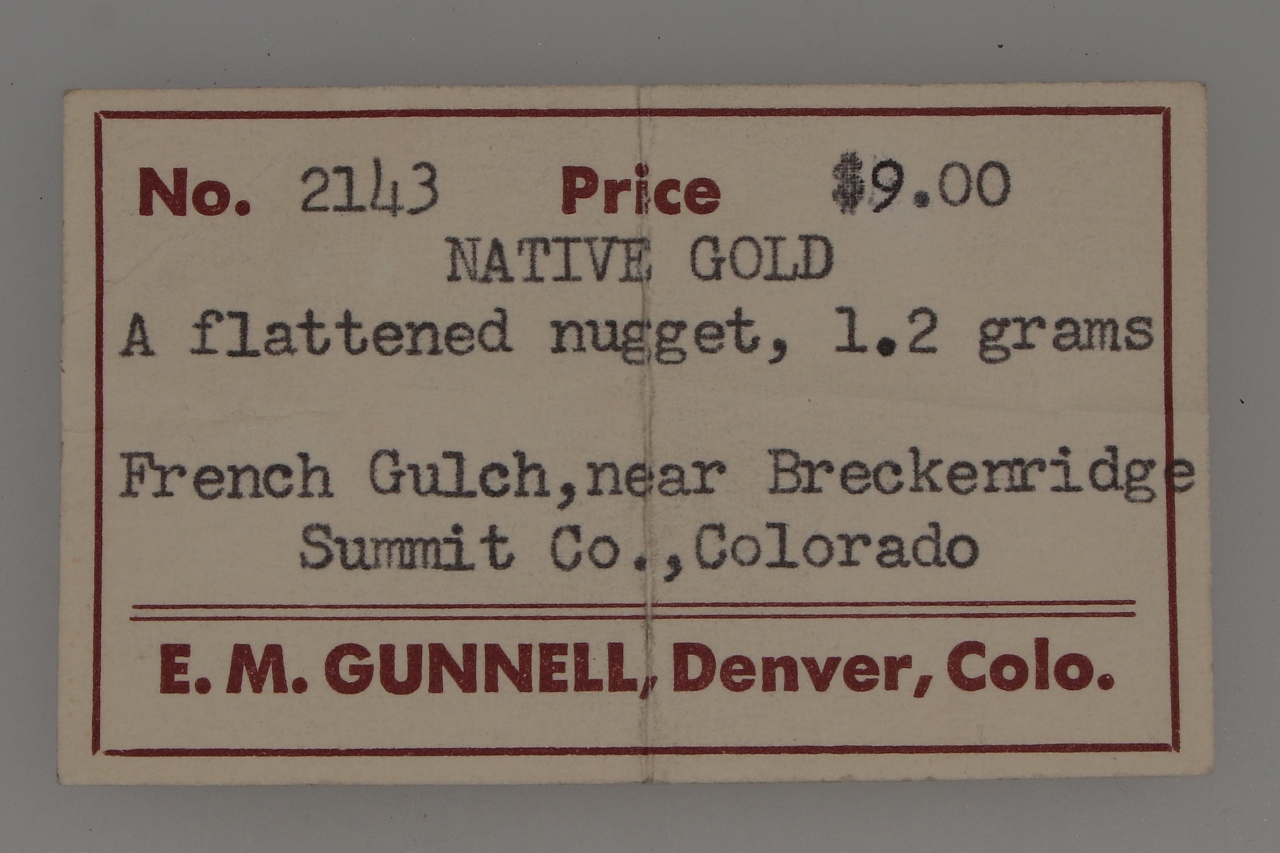 No. 2143 Price $9.00
NATIVE GOLD
A flattened nugget, 1.2 grams
French Gulch,near Breckenridge
Summit Co.,Colorado
E. M. GUNNELL, Denver, Colo.